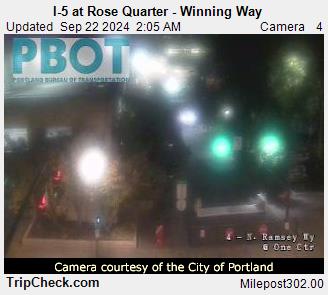 I-5 at Rose Quarter - Winning Way
Updated Sep 22 2024 2:05 AM Camera 4
PBOT
PORTLAND BUREAU OF TRANSPORTATION
4 - N. Ramsey Wy
@ One Ctr
Camera courtesy of the City of Portland
TripCheck.com Milepost302.00